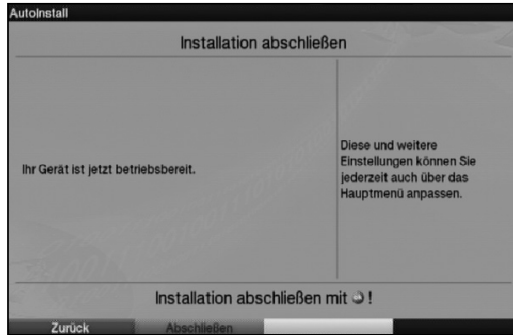 AutoInstall
Installation abschließen
Ihr Gerät ist jetzt betriebsbereit.
Diese und weitere
Einstellungen können Sie
jederzeit auch über das
Hauptmenü anpassen.
Installation abschließen mit !
Zurück
Abschließen